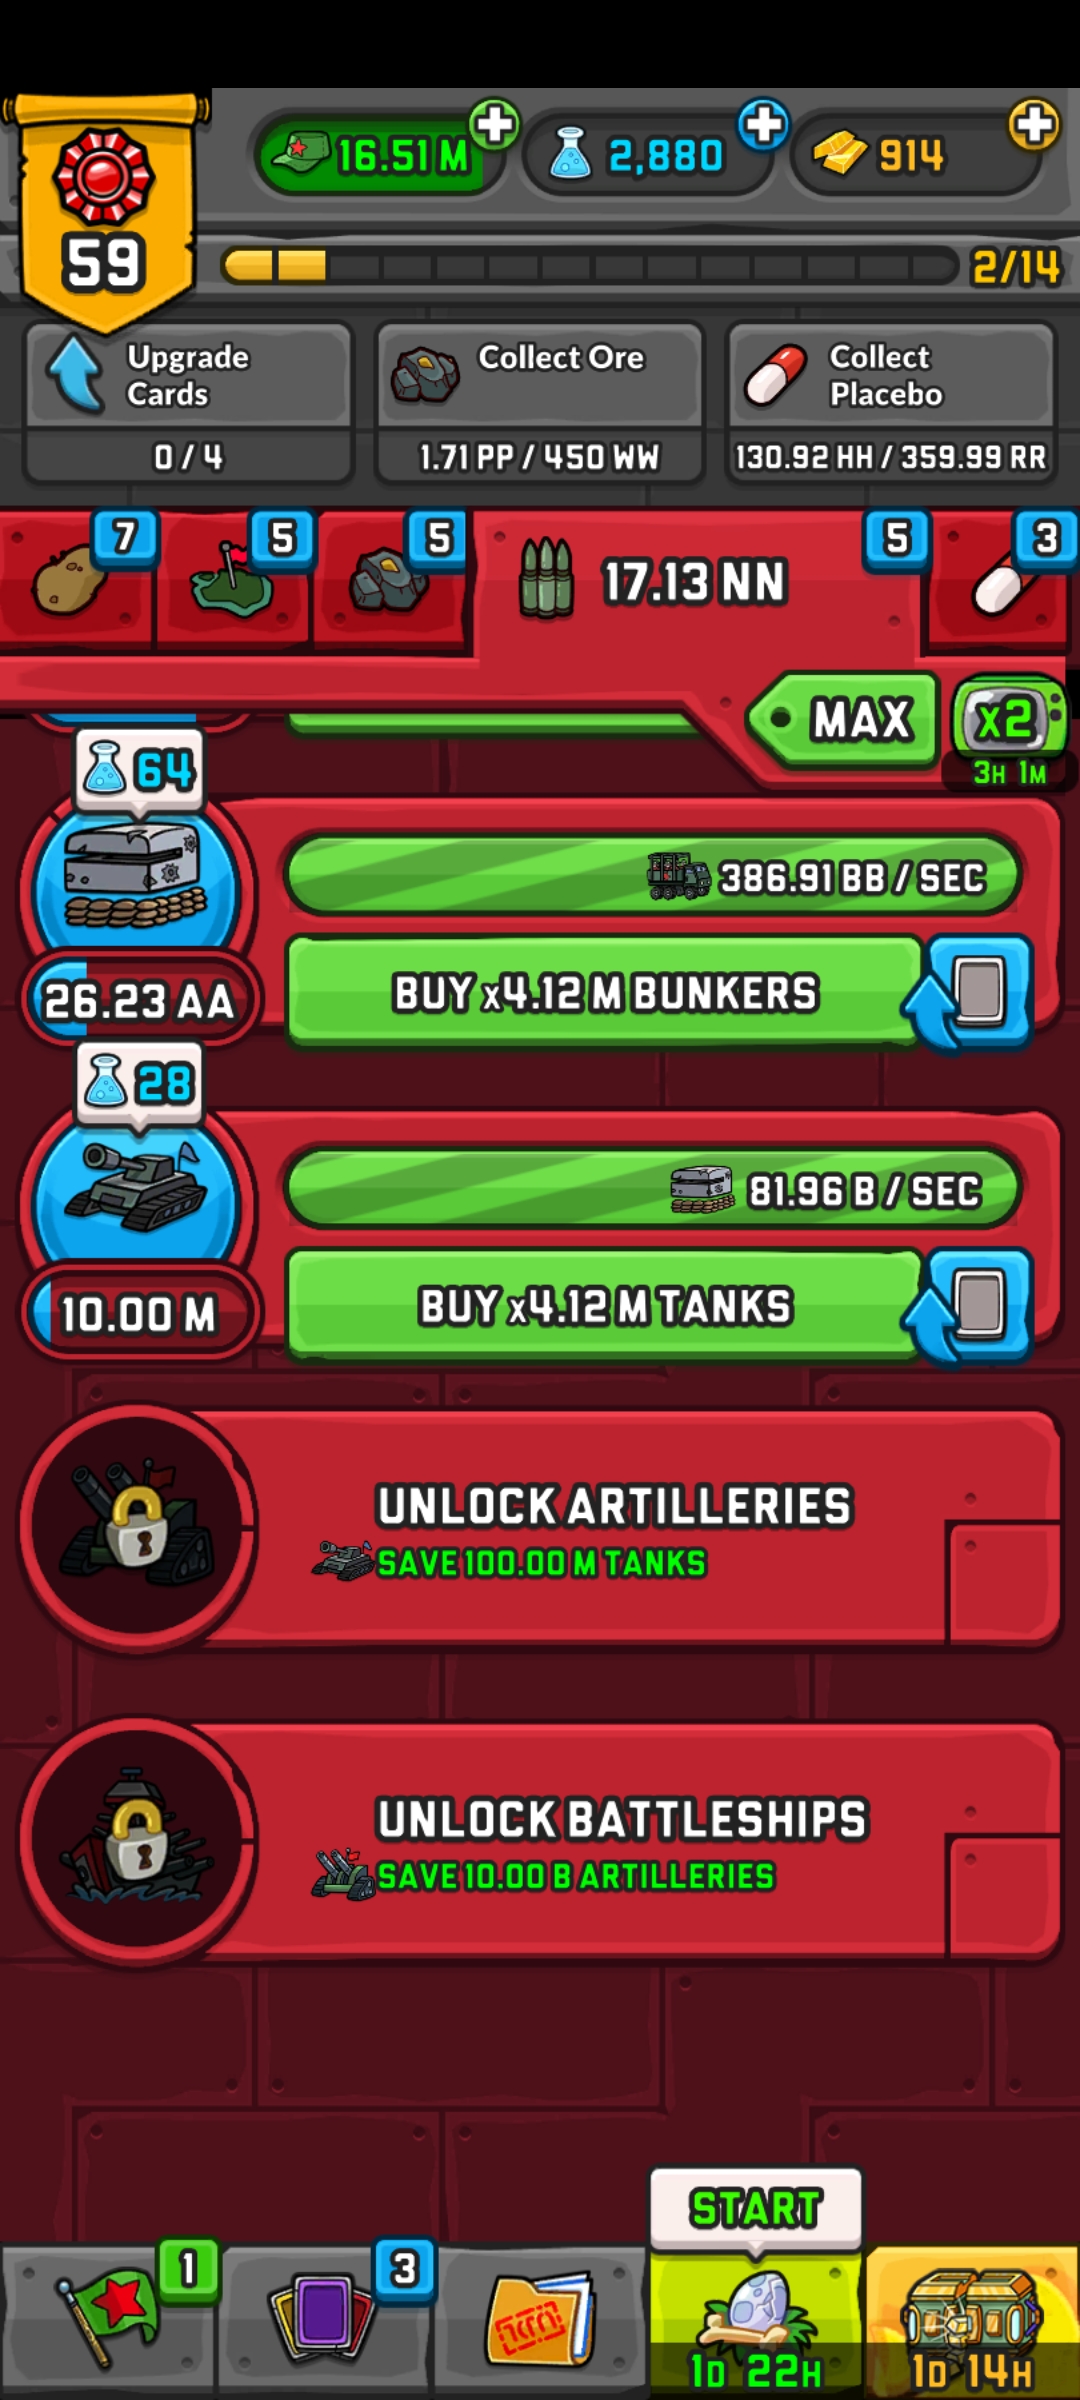 16.51 M
2,880
914
59
2/14
Upgrade
Cards
0 / 4
Collect Ore
1.71 PP / 450 WW
Collect
Placebo
130.92 HH / 359.99 RR
7
5
5
17.13 NN
5
3
MAX
x2
3H 1M
64
386.91 BB / SEC
26.23 AA
BUY x4.12 M BUNKERS
28
81.96 B / SEC
10.00 M
BUY x4.12 M TANKS
UNLOCK ARTILLERIES
SAVE 100.00 M TANKS
UNLOCK BATTLESHIPS
SAVE 10.00 B ARTILLERIES
START
1
3
1D 22H
1D 14H